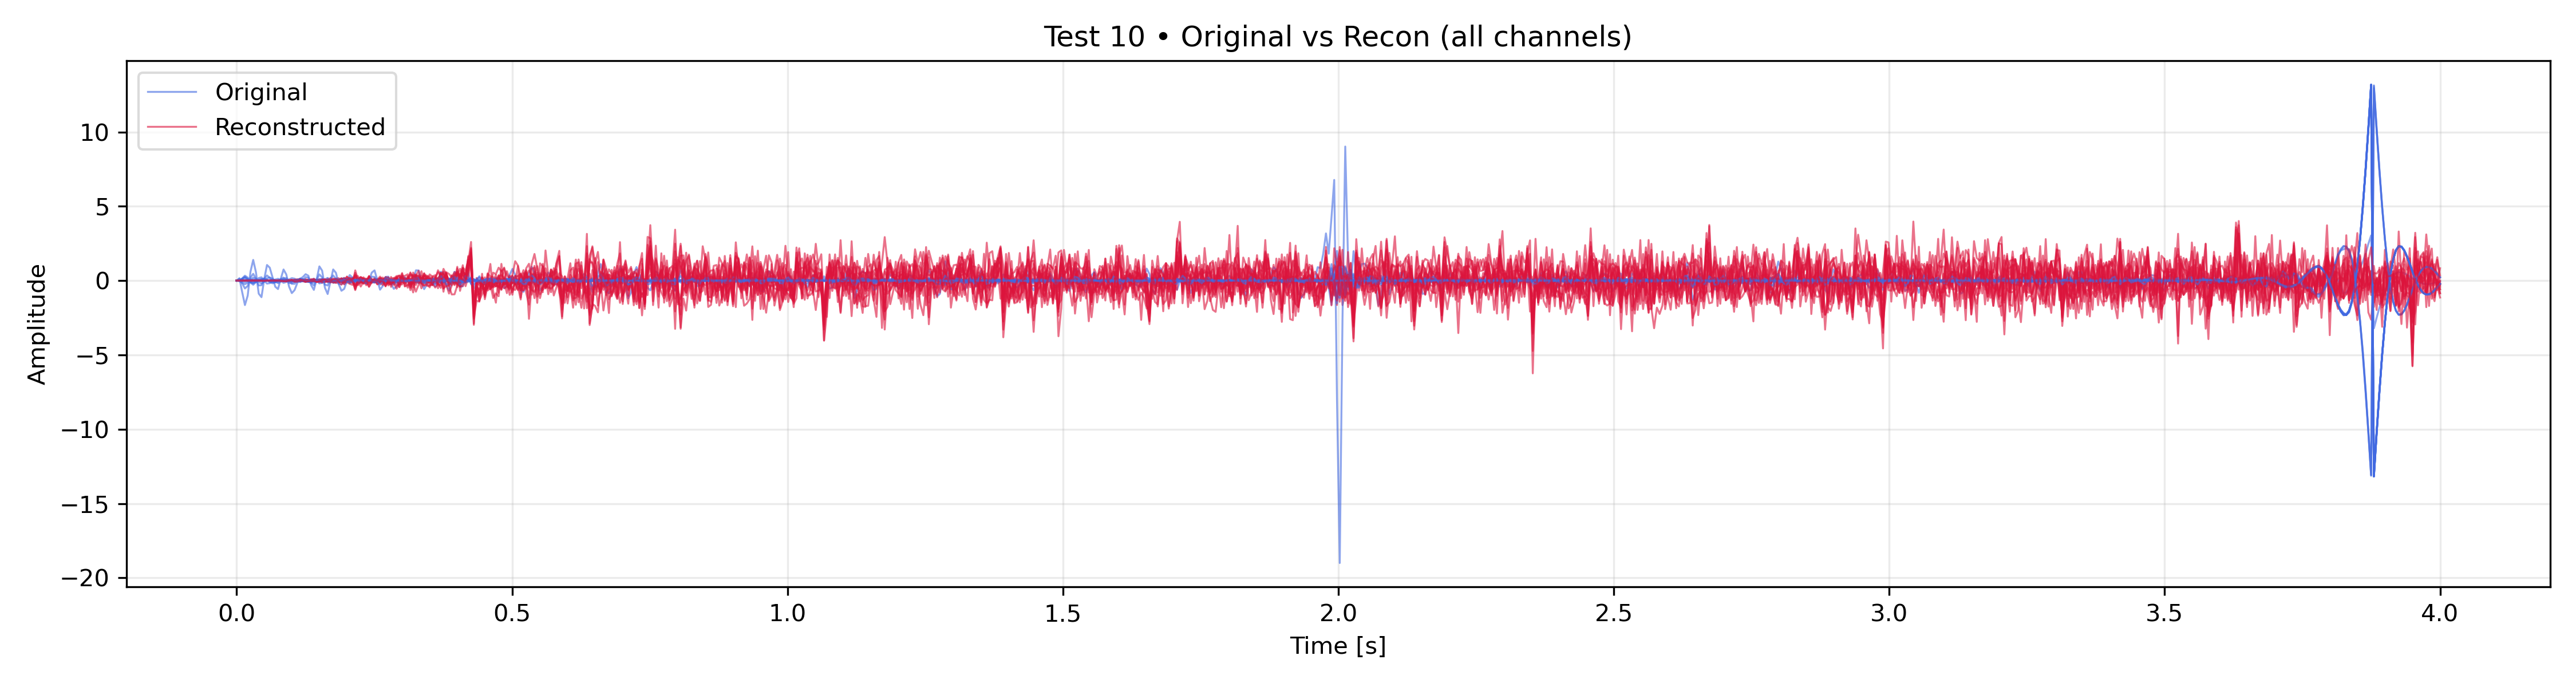 Test 10 • Original vs Recon (all channels)
Original
Reconstructed
Amplitude
10
5
0
−5
−10
−15
−20
0.0 0.5 1.0 1.5 2.0 2.5 3.0 3.5 4.0
Time [s]